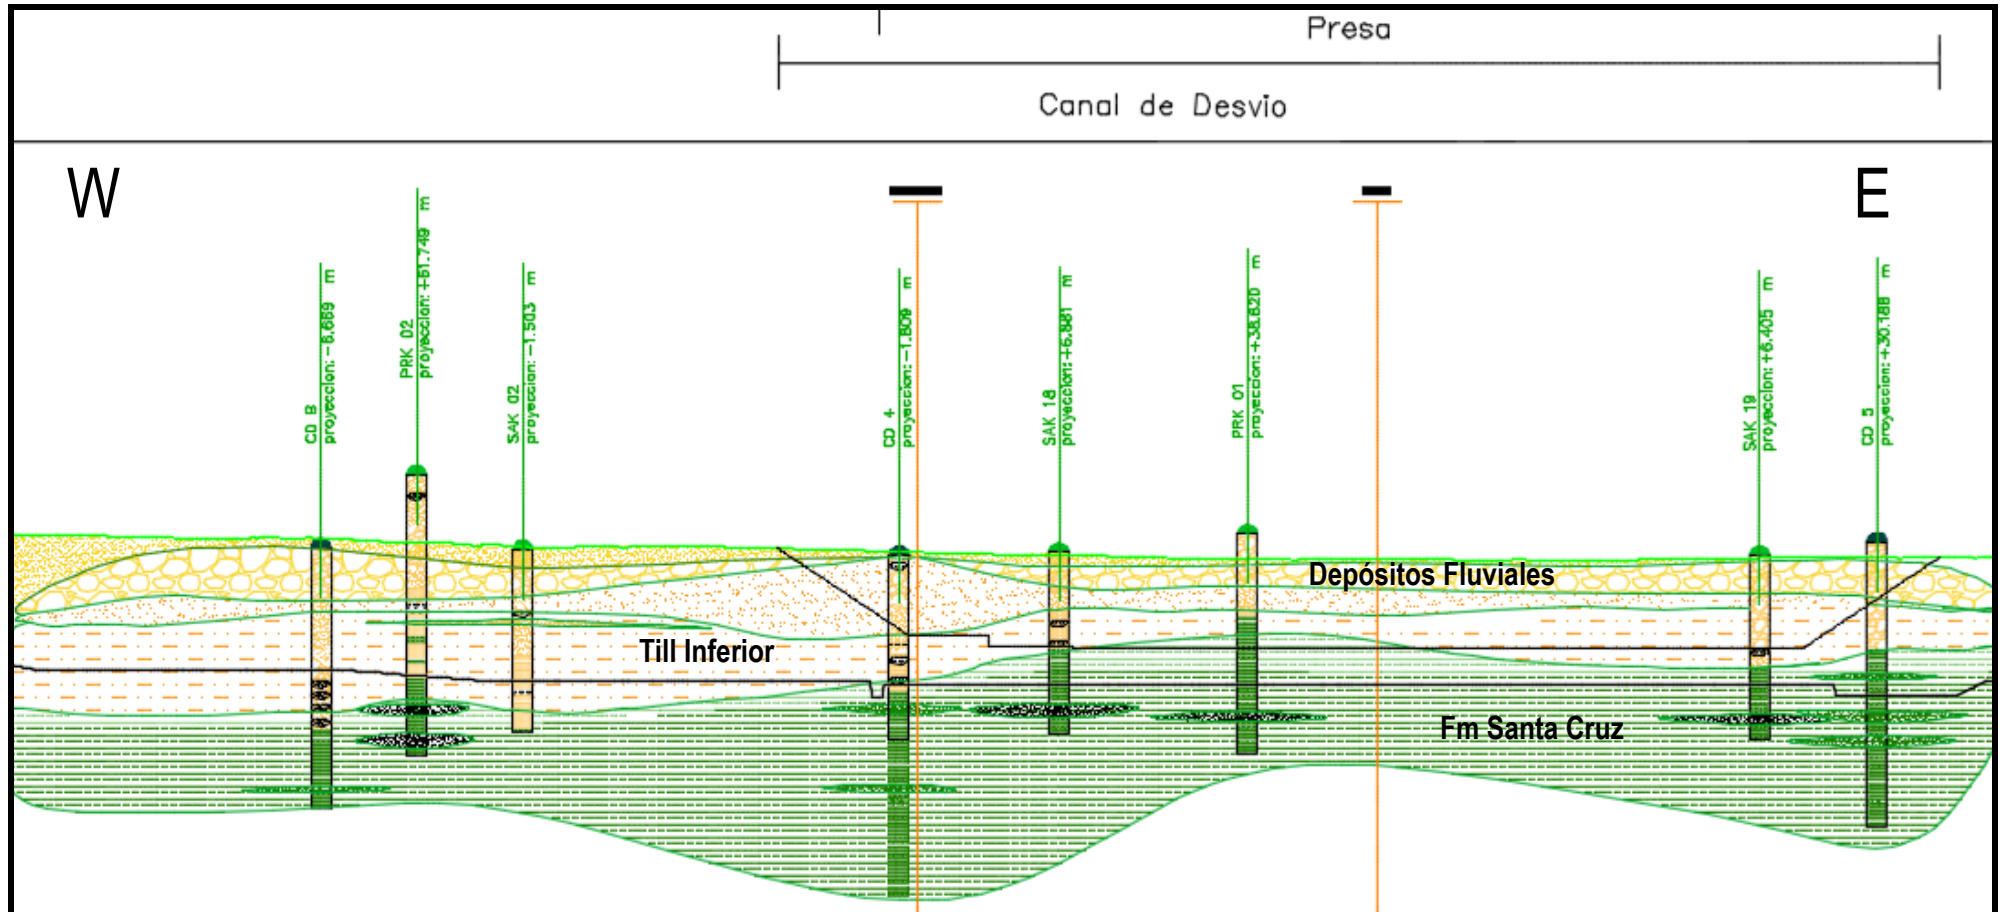 Presa
Canal de Desvio
W
E
CD 8
proyeccion: -6.669 m
PRK 02
proyeccion: +51.749 m
SAK 02
proyeccion: -1.503 m
CD 4
proyeccion: -1.809 m
SAK 18
proyeccion: +6.881 m
PRK 01
proyeccion: +38.620 m
SAK 19
proyeccion: +6.405 m
CD 5
proyeccion: +30.188 m
Depósitos Fluviales
Till Inferior
Fm Santa Cruz